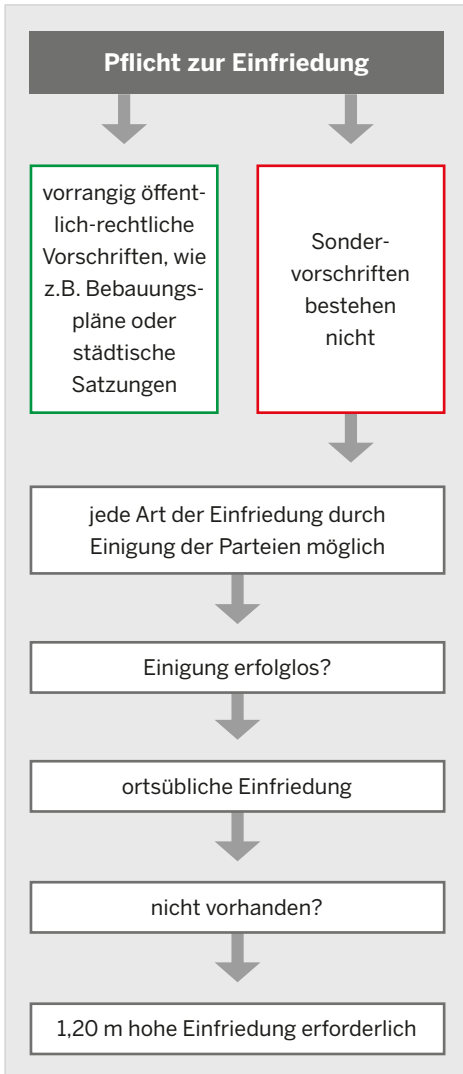 Pflicht zur Einfriedung
vorrangig öffent-
lich-rechtliche
Vorschriften, wie
z.B. Bebauungs-
pläne oder
städtische
Satzungen
Sonder-
vorschriften
bestehen
nicht
jede Art der Einfriedung durch
Einigung der Parteien möglich
Einigung erfolglos?
ortsübliche Einfriedung
nicht vorhanden?
1,20 m hohe Einfriedung erforderlich